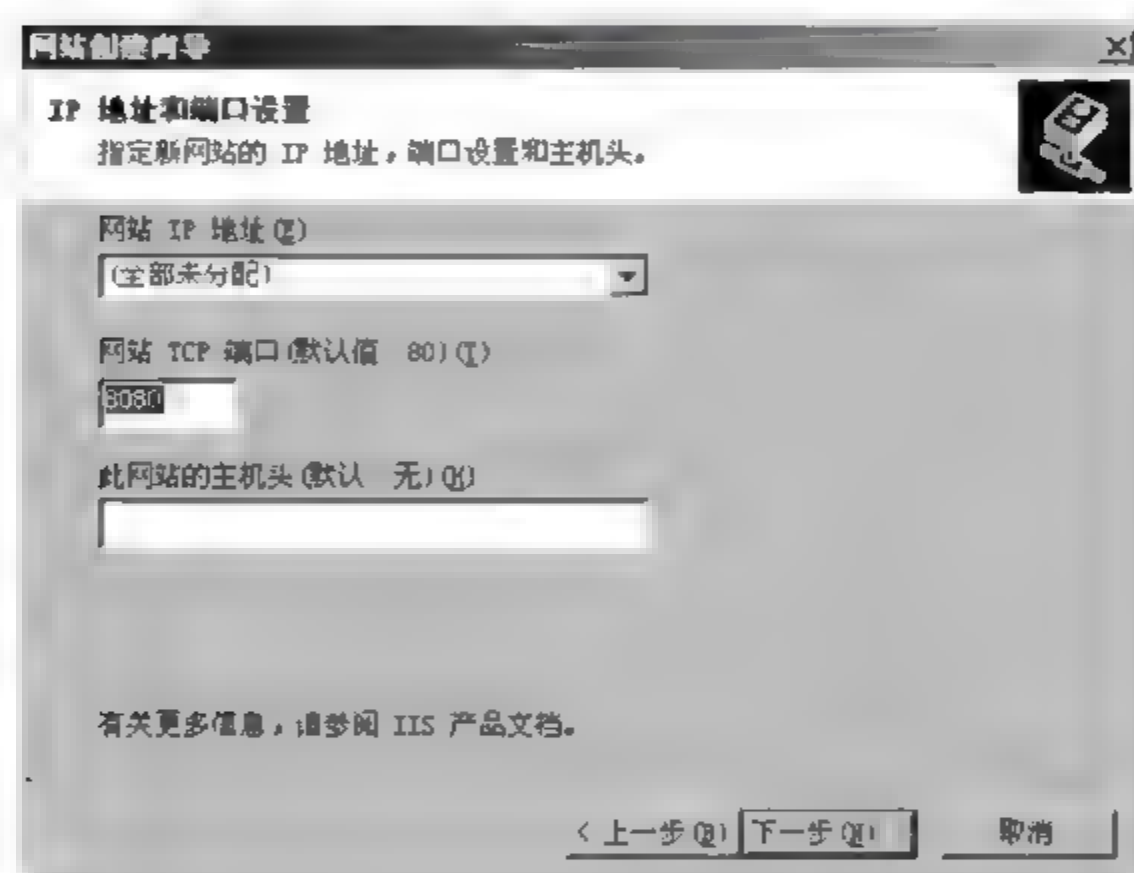 网站创建向导
IP 地址和端口设置
指定新网站的 IP 地址，端口设置和主机头。
网站 IP 地址(E)
(全部未分配)
网站 TCP 端口(默认值 80)(T)
8080
此网站的主机头(默认 无)(H)
有关更多信息，请参阅 IIS 产品文档。
< 上一步(B) 下一步(N) 取消